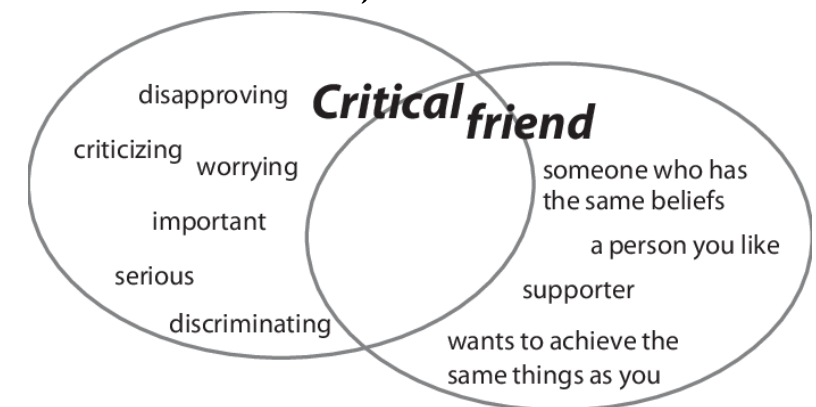 Critical friend
disapproving
criticizing
worrying
important
serious
discriminating
someone who has
the same beliefs
a person you like
supporter
wants to achieve the
same things as you